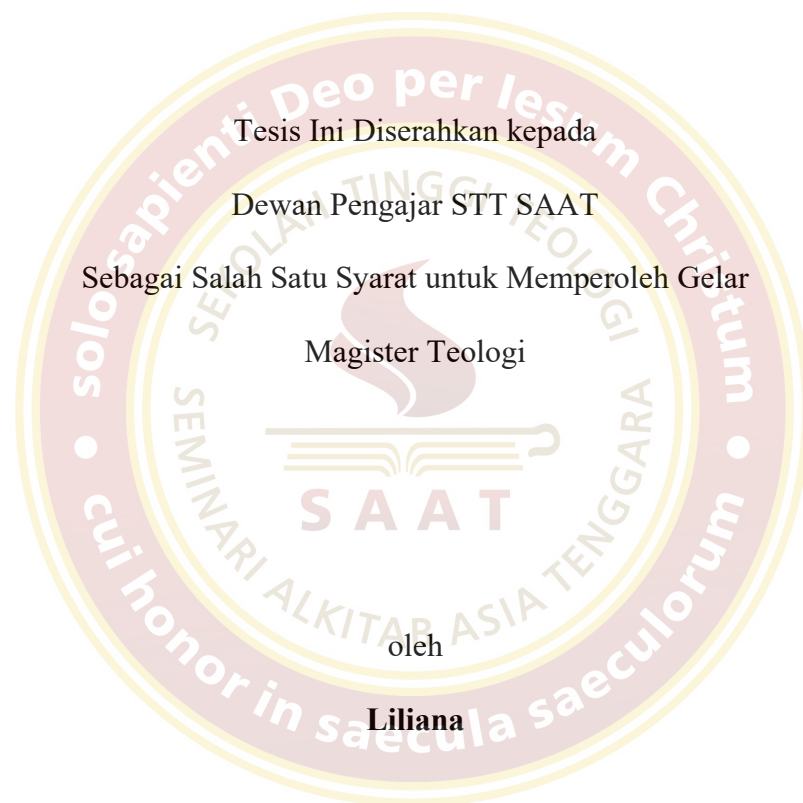 Tesis Ini Diserahkan kepada
Dewan Pengajar STT SAAT
Sebagai Salah Satu Syarat untuk Memperoleh Gelar
Magister Teologi
oleh
Liliana
solo sapienti Deo per Iesum Christum
cui honor in saecula saeculorum
SEKOLAH TINGGI TEOLOGI
SEMINARI ALKITAB ASIA TENGGARA
SAAT